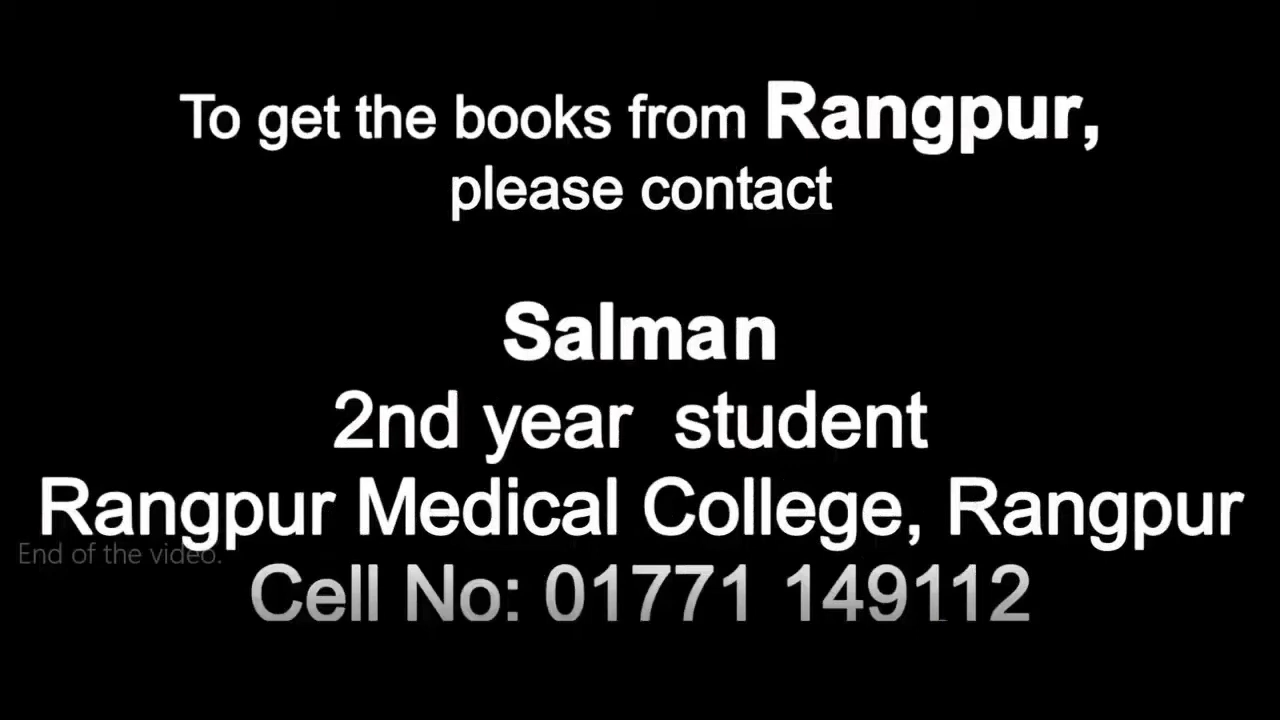 To get the books from Rangpur,
please contact
Salman
2nd year student
Rangpur Medical College, Rangpur
End of the video.
Cell No: 01771 149112